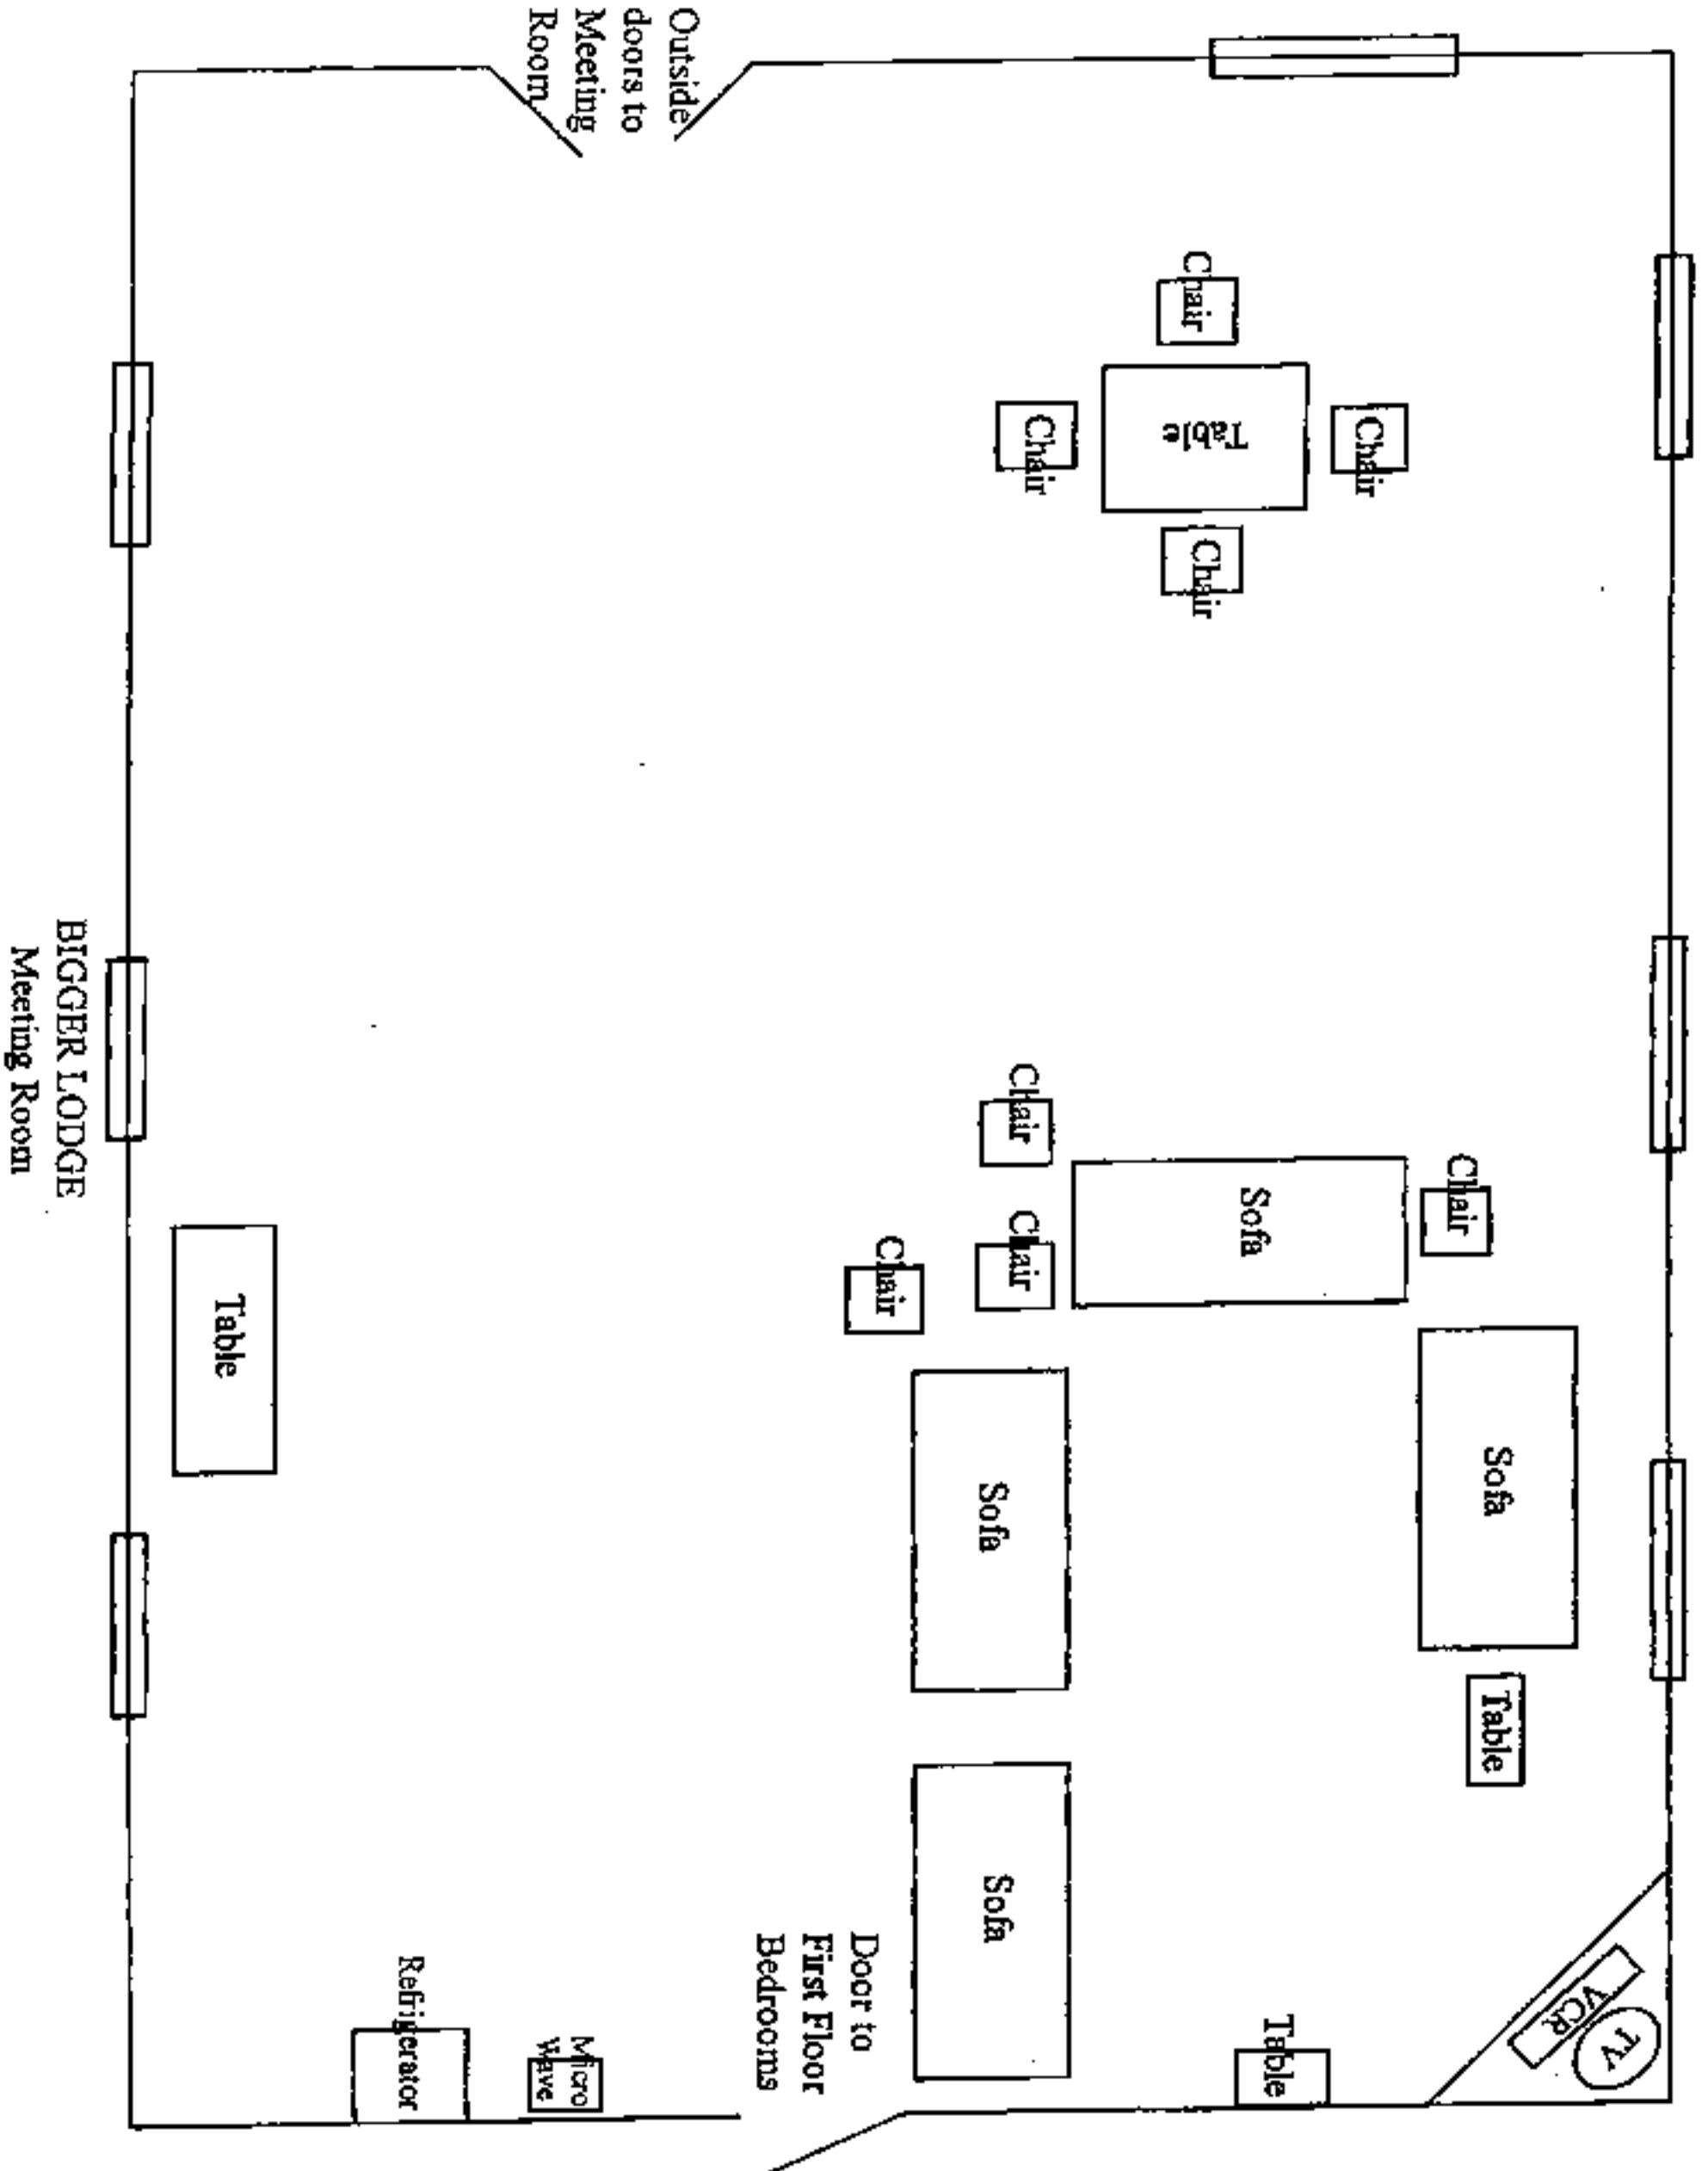 TV
VCR
Sofa
Table
Chair
Chair
Table
Sofa
Chair
Table
Chair
Chair
Chair
Chair
Sofa
Sofa
Chair
Door to
First Floor
Bedrooms
Outside
doors to
Meeting
Room
Micro
Wave
Refrigerator
Table
BIGGER LODGE
Meeting Room